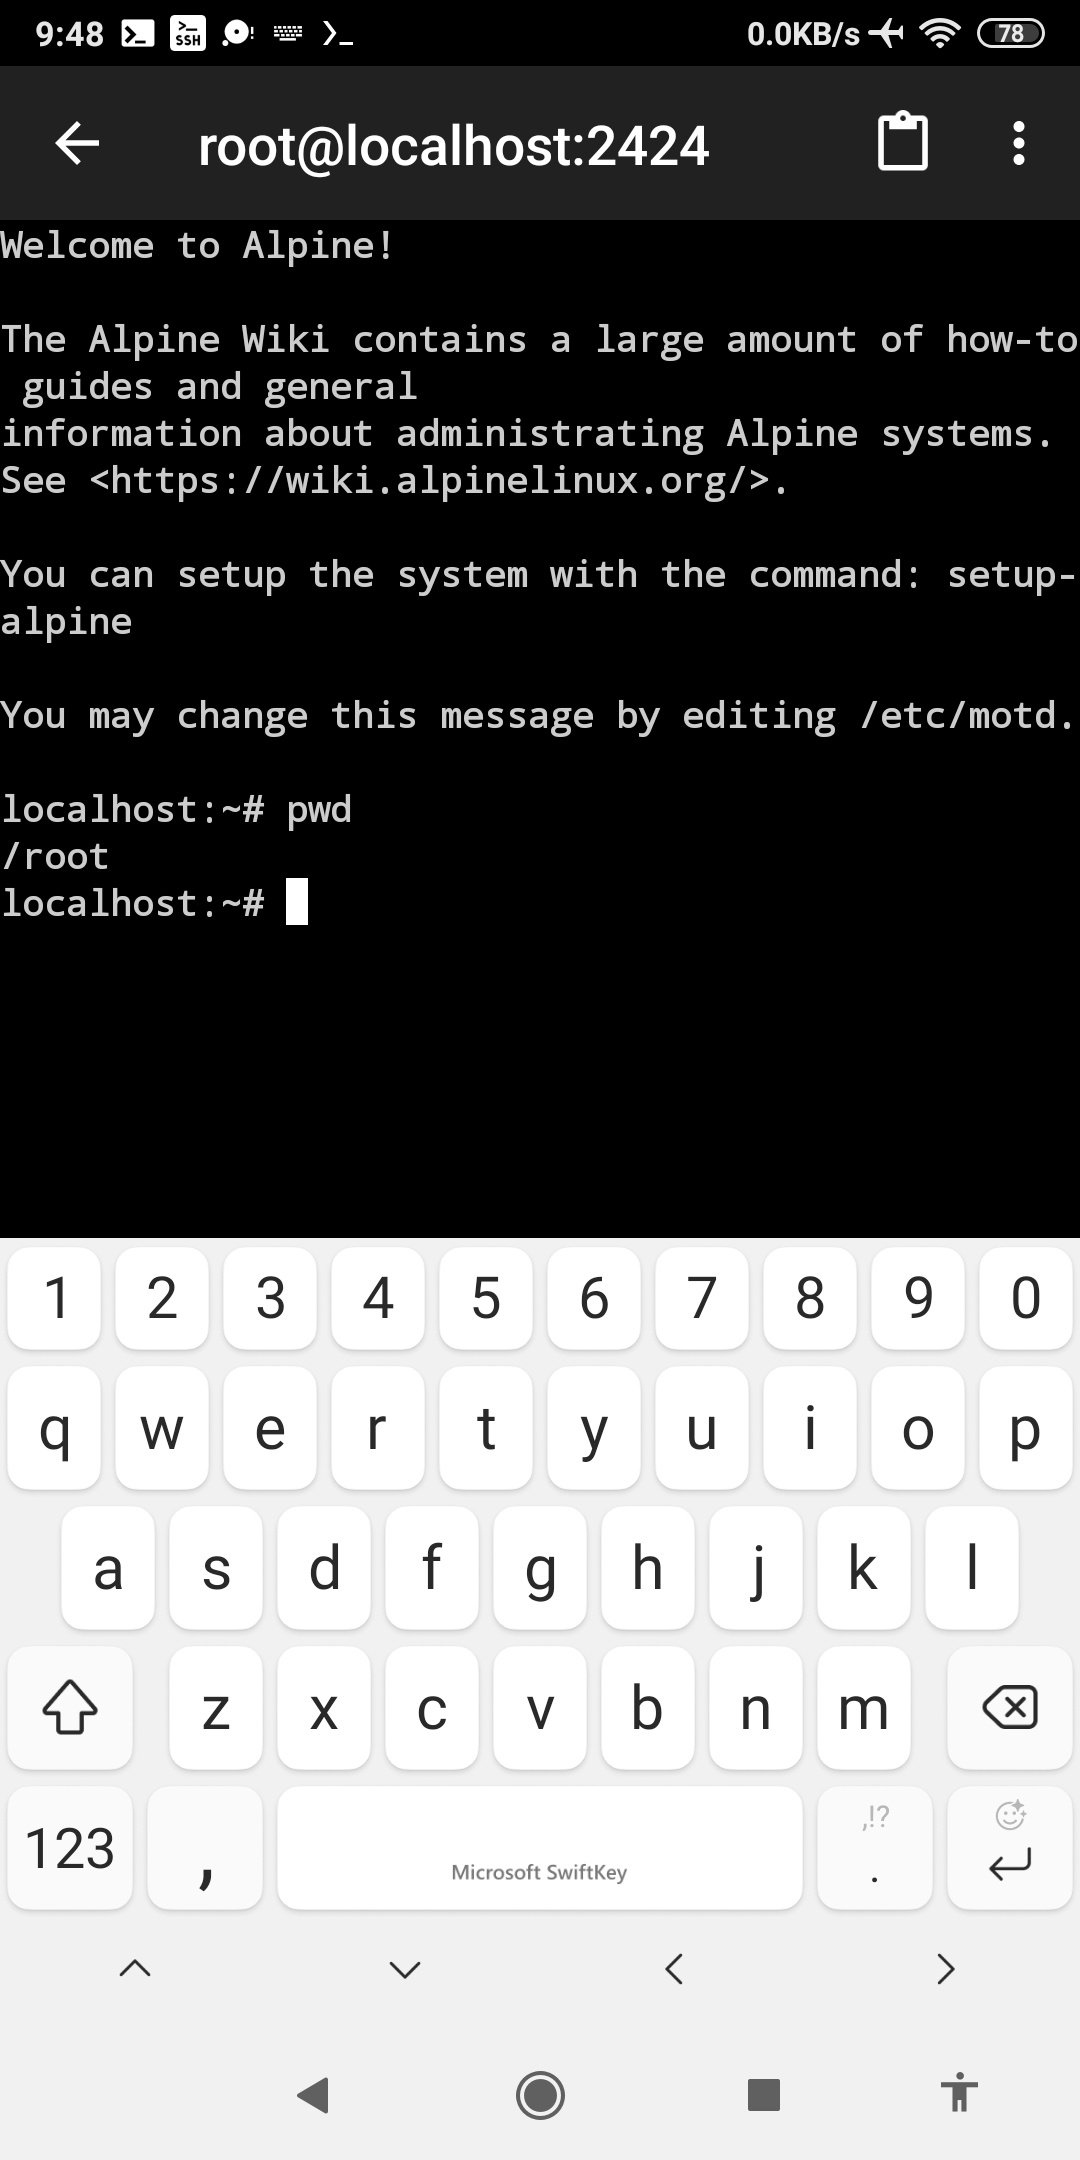 9:48 >_ SSH 0.0KB/s 78
root@localhost:2424
Welcome to Alpine!
The Alpine Wiki contains a large amount of how-to
guides and general
information about administrating Alpine systems.
See <https://wiki.alpinelinux.org/>.
You can setup the system with the command: setup-
alpine
You may change this message by editing /etc/motd.
localhost:~# pwd
/root
localhost:~#
1 2 3 4 5 6 7 8 9 0
q w e r t y u i o p
a s d f g h j k l
z x c v b n m
,!?
123 , Microsoft SwiftKey .